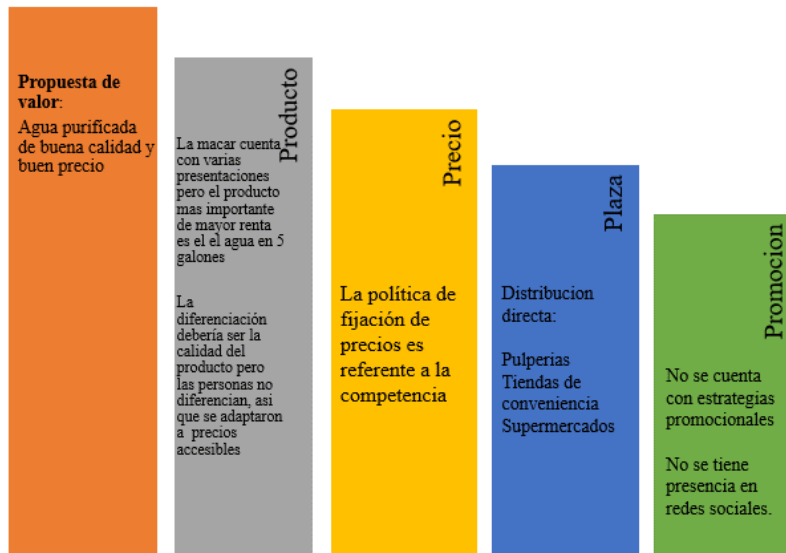 Propuesta de
valor:
Agua purificada
de buena calidad y
buen precio
Producto
La macar cuenta
con varias
presentaciones
pero el producto
mas importante
de mayor renta
es el el agua en 5
galones
La
diferenciación
debería ser la
calidad del
producto pero
las personas no
diferencian, asi
que se adaptaron
a precios
accesibles
Precio
La política de
fijación de
precios es
referente a la
competencia
Plaza
Distribucion
directa:
Pulperias
Tiendas de
conveniencia
Supermercados
Promocion
No se cuenta
con estrategias
promocionales
No se tiene
presencia en
redes sociales.